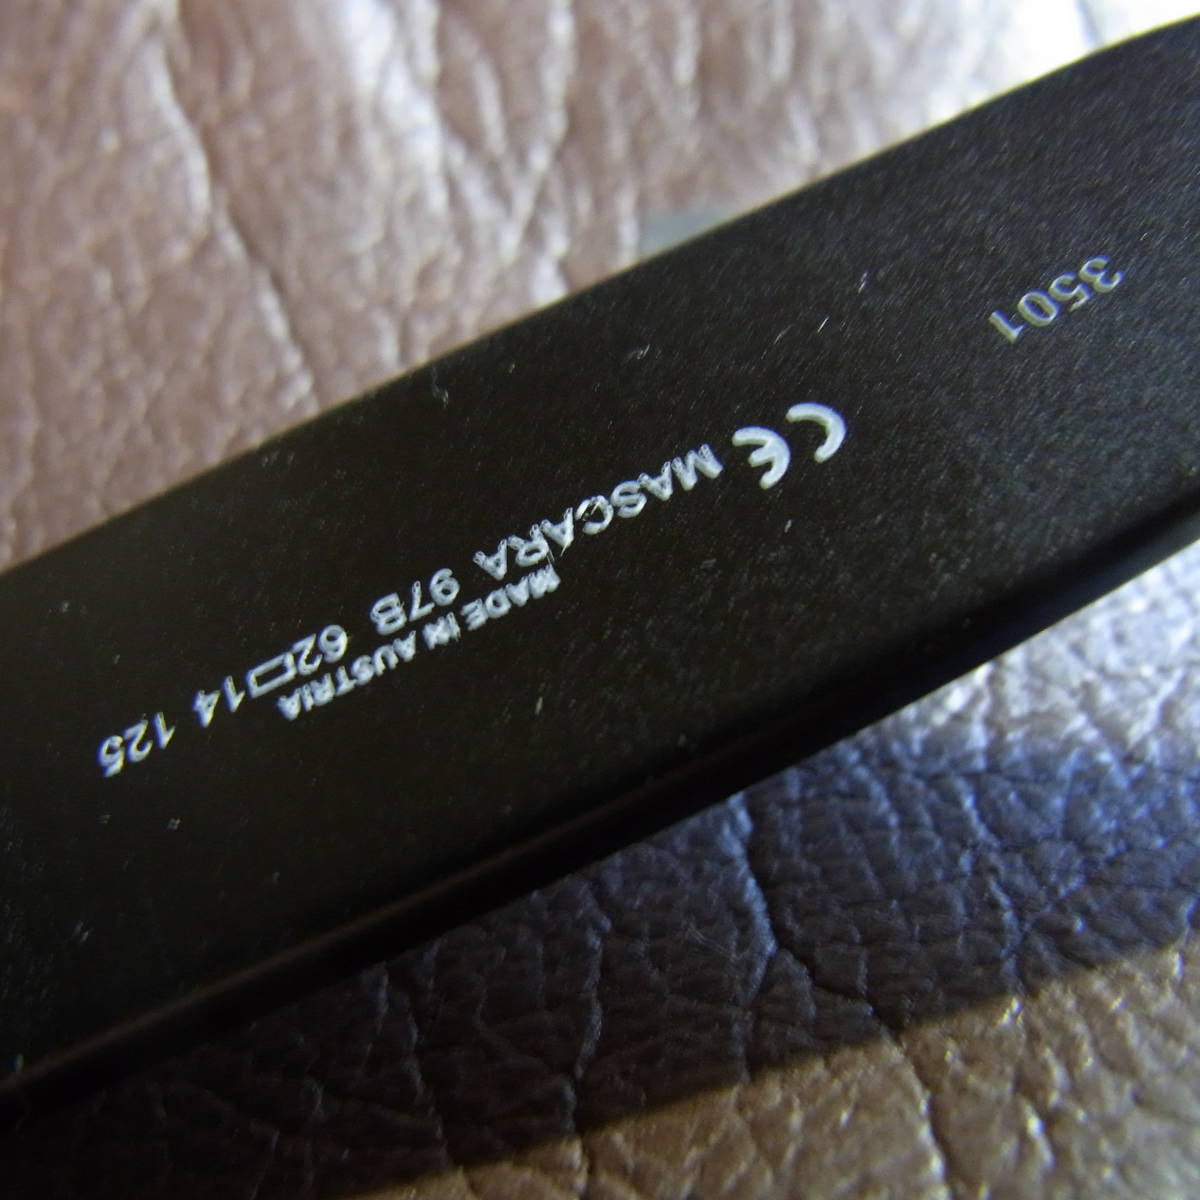 3501
CE MASCARA 97B 62□14 125
MADE IN AUSTRIA